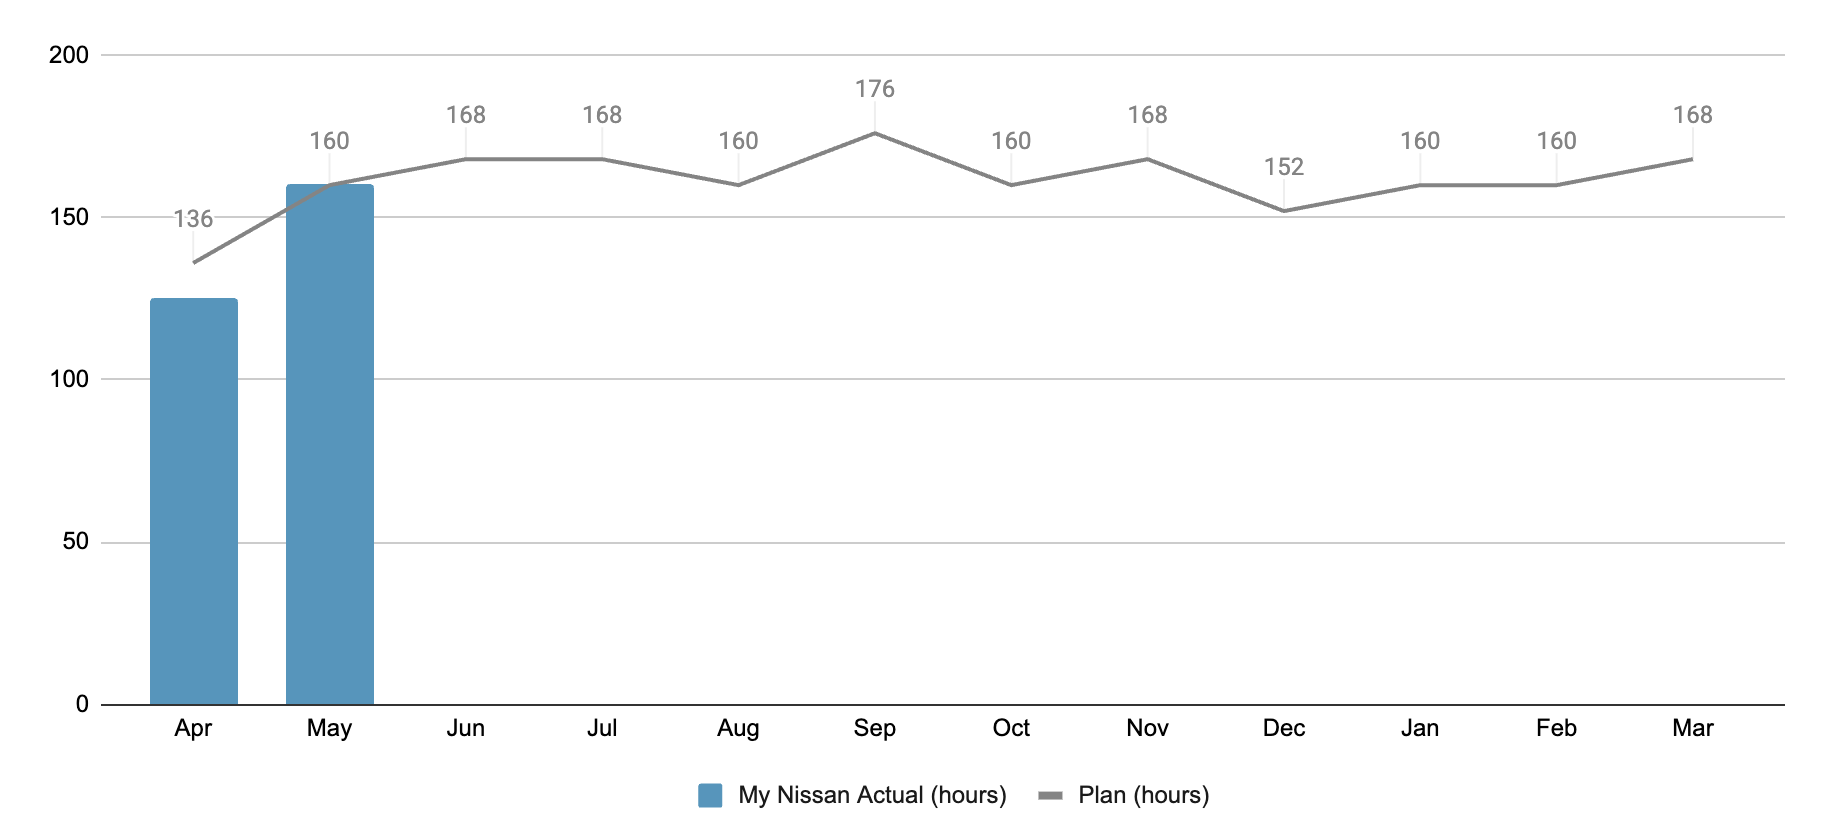 200
176
168
168
168
168
160
160
160
160
160
152
150
136
100
50
0
Apr
May
Jun
Jul
Aug
Sep
Oct
Nov
Dec
Jan
Feb
Mar
My Nissan Actual (hours)
Plan (hours)